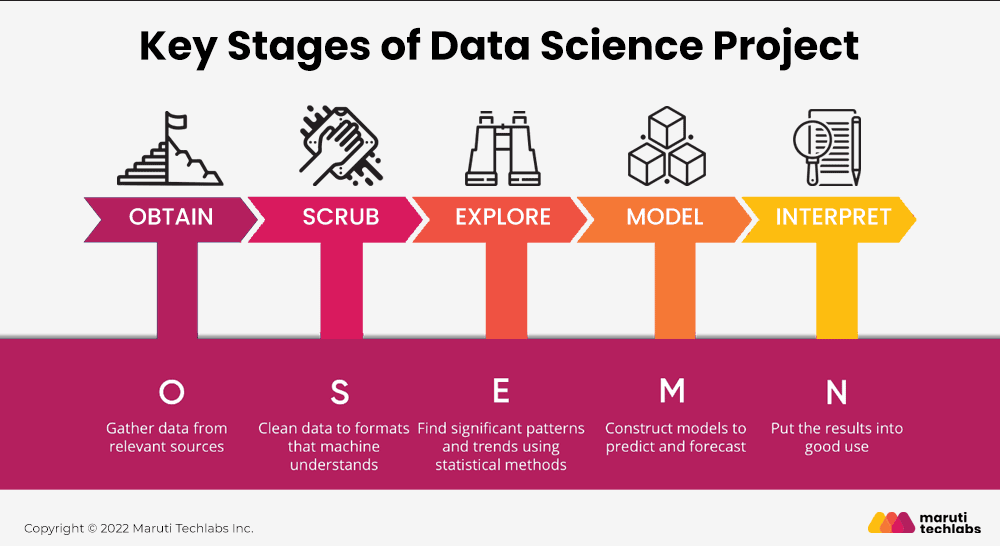 Key Stages of Data Science Project
OBTAIN
SCRUB
EXPLORE
MODEL
INTERPRET
O
Gather data from
relevant sources
S
Clean data to formats
that machine
understands
E
Find significant patterns
and trends using
statistical methods
M
Construct models to
predict and forecast
N
Put the results into
good use
Copyright © 2022 Maruti Techlabs Inc.
maruti
techlabs